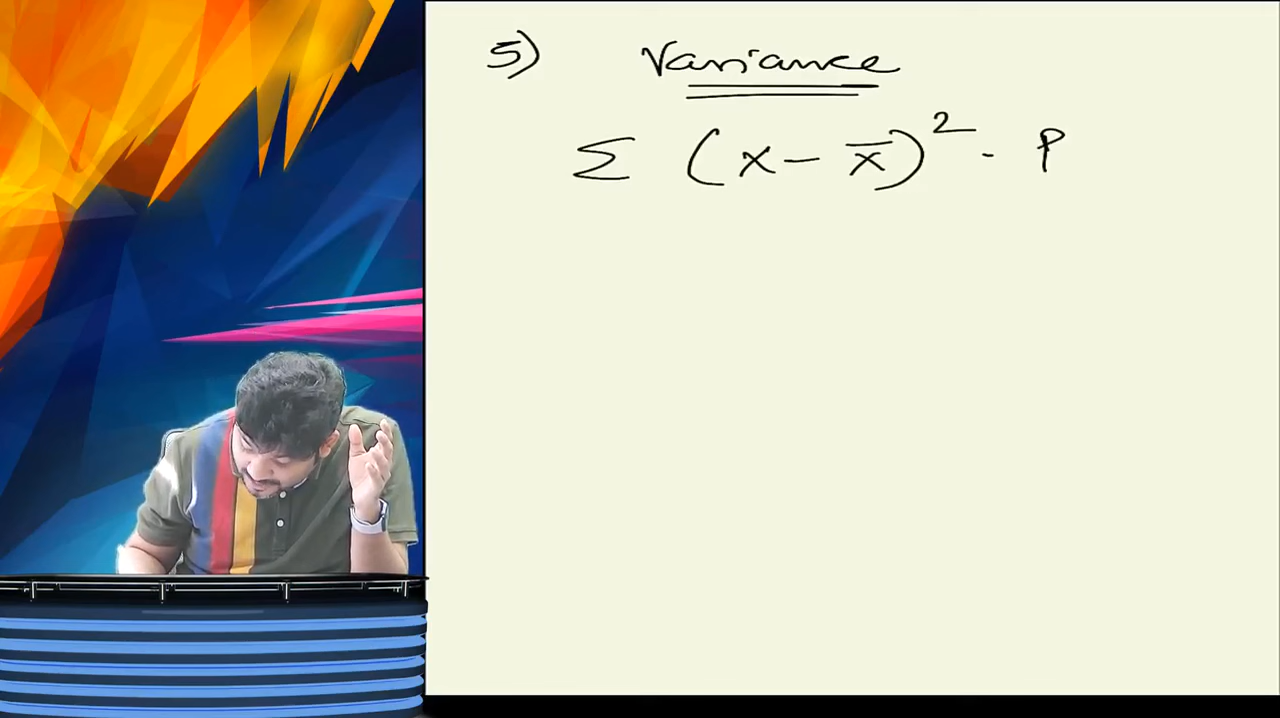 5) Variance
Σ (x - x̄)² · P